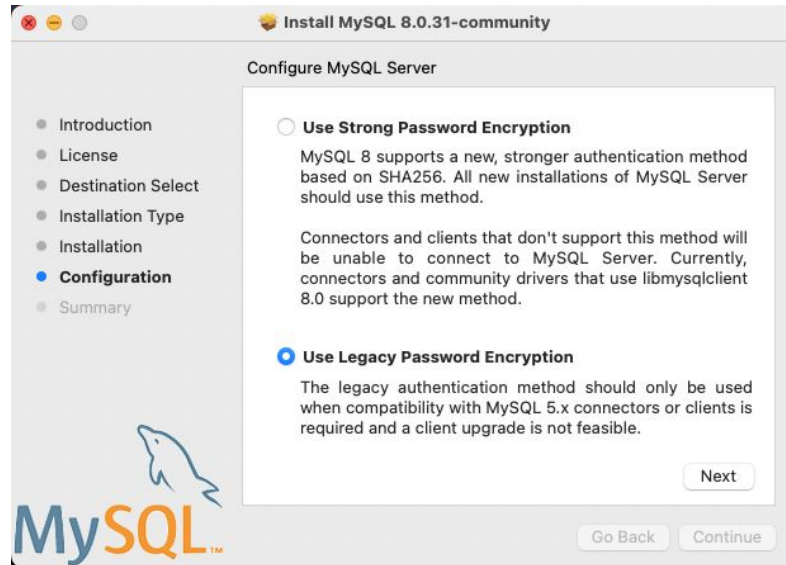 Install MySQL 8.0.31-community
Configure MySQL Server
Introduction
License
Destination Select
Installation Type
Installation
Configuration
Summary
Use Strong Password Encryption
MySQL 8 supports a new, stronger authentication method
based on SHA256. All new installations of MySQL Server
should use this method.
Connectors and clients that don't support this method will
be unable to connect to MySQL Server. Currently,
connectors and community drivers that use libmysqlclient
8.0 support the new method.
Use Legacy Password Encryption
The legacy authentication method should only be used
when compatibility with MySQL 5.x connectors or clients is
required and a client upgrade is not feasible.
Next
MySQL™
Go Back Continue